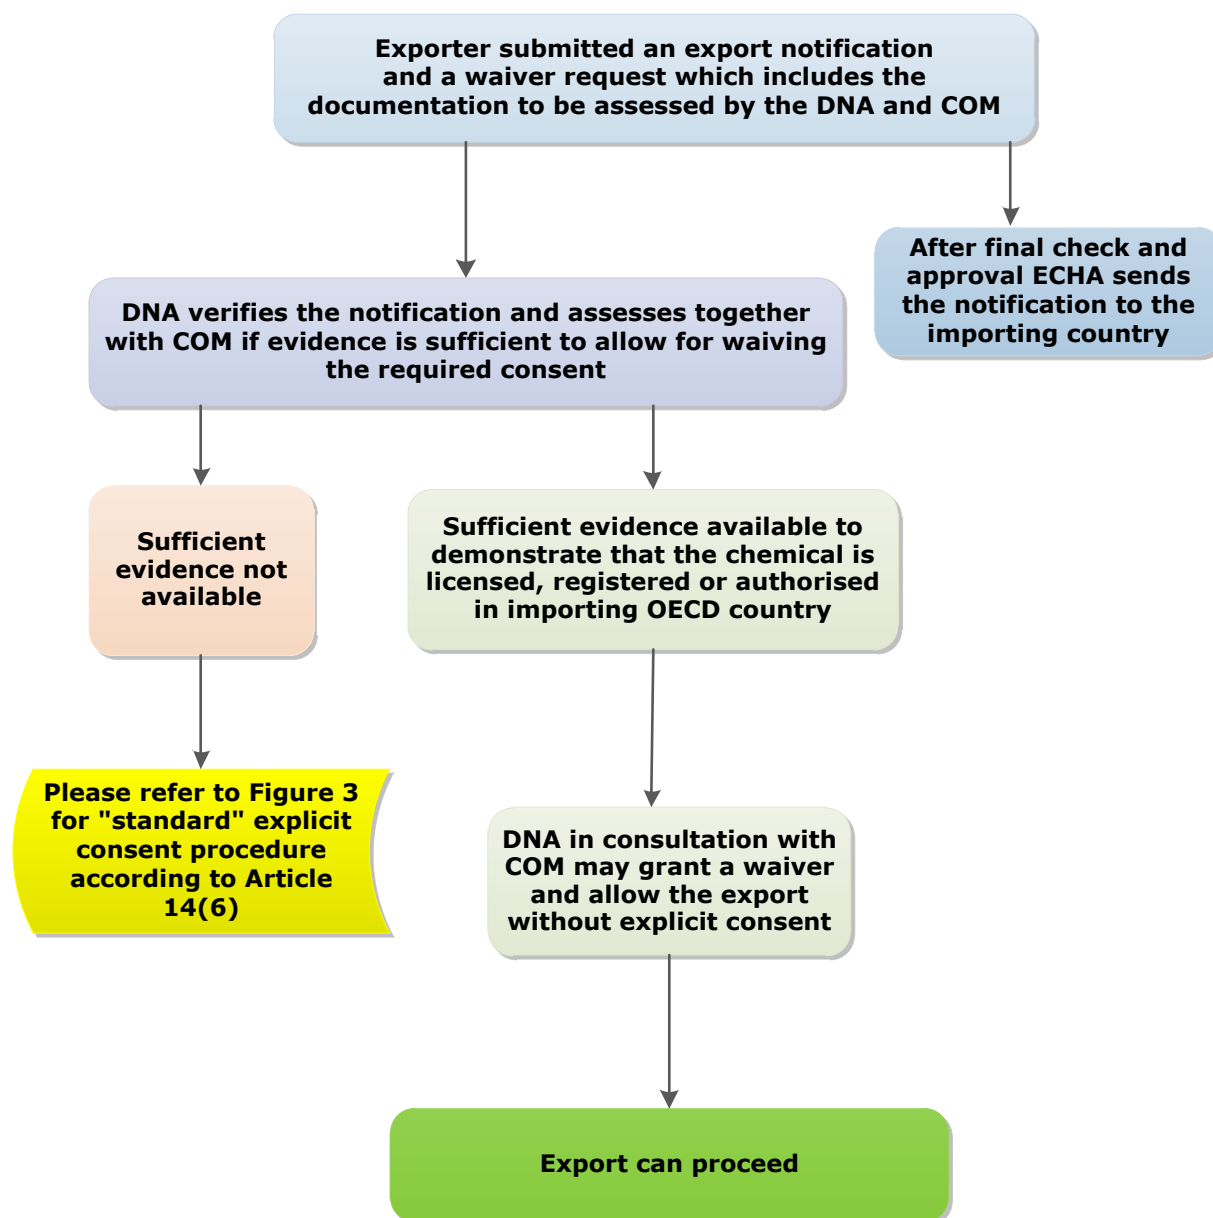 Exporter submitted an export notification
and a waiver request which includes the
documentation to be assessed by the DNA and COM
After final check and
approval ECHA sends
the notification to the
importing country
DNA verifies the notification and assesses together
with COM if evidence is sufficient to allow for waiving
the required consent
Sufficient
evidence not
available
Sufficient evidence available to
demonstrate that the chemical is
licensed, registered or authorised
in importing OECD country
Please refer to Figure 3
for "standard" explicit
consent procedure
according to Article
14(6)
DNA in consultation with
COM may grant a waiver
and allow the export
without explicit consent
Export can proceed